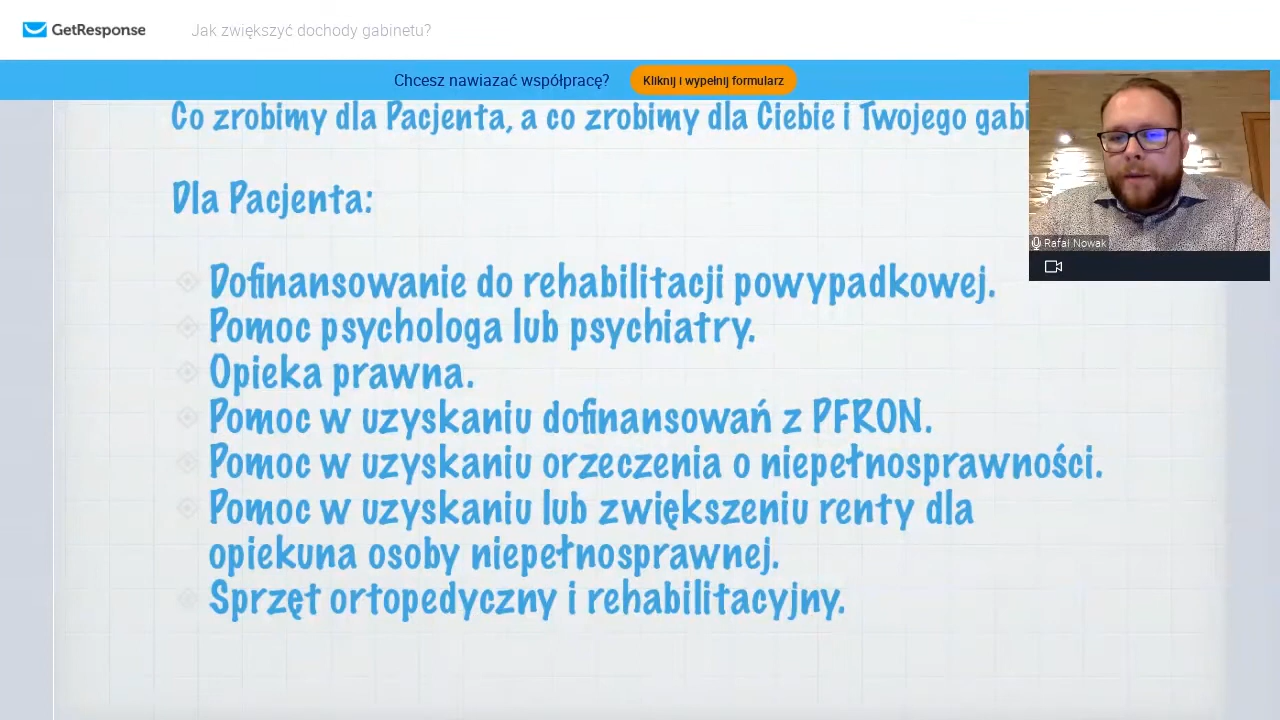 GetResponse
Jak zwiększyć dochody gabinetu?
Chcesz nawiazać współpracę?
Kliknij i wypełnij formularz
Co zrobimy dla Pacjenta, a co zrobimy dla Ciebie i Twojego gabi
Dla Pacjenta:
Dofinansowanie do rehabilitacji powypadkowej.
Pomoc psychologa lub psychiatry.
Opieka prawna.
Pomoc w uzyskaniu dofinansowań z PFRON.
Pomoc w uzyskaniu orzeczenia o niepełnosprawności.
Pomoc w uzyskaniu lub zwiększeniu renty dla
opiekuna osoby niepełnosprawnej.
Sprzęt ortopedyczny i rehabilitacyjny.
Rafał Nowak